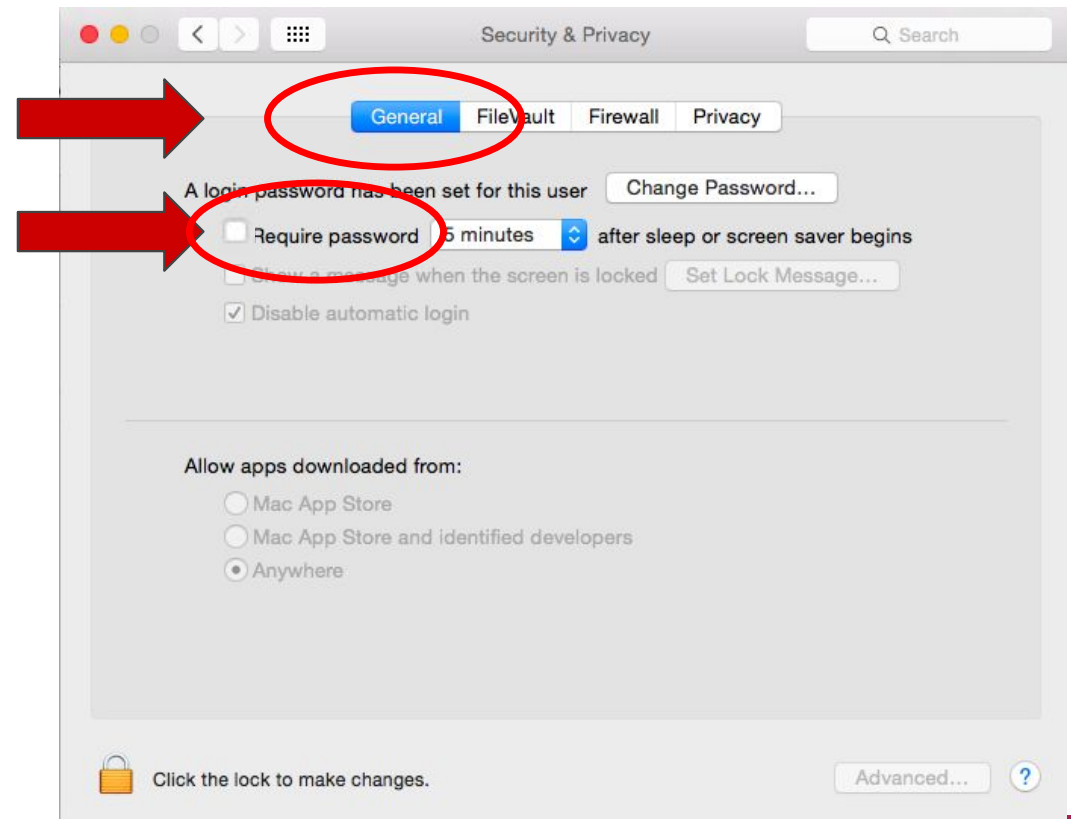 Security & Privacy
Search
General FileVault Firewall Privacy
A login password has been set for this user Change Password...
Require password 5 minutes after sleep or screen saver begins
Show a message when the screen is locked Set Lock Message...
Disable automatic login
Allow apps downloaded from:
Mac App Store
Mac App Store and identified developers
Anywhere
Click the lock to make changes.
Advanced... ?